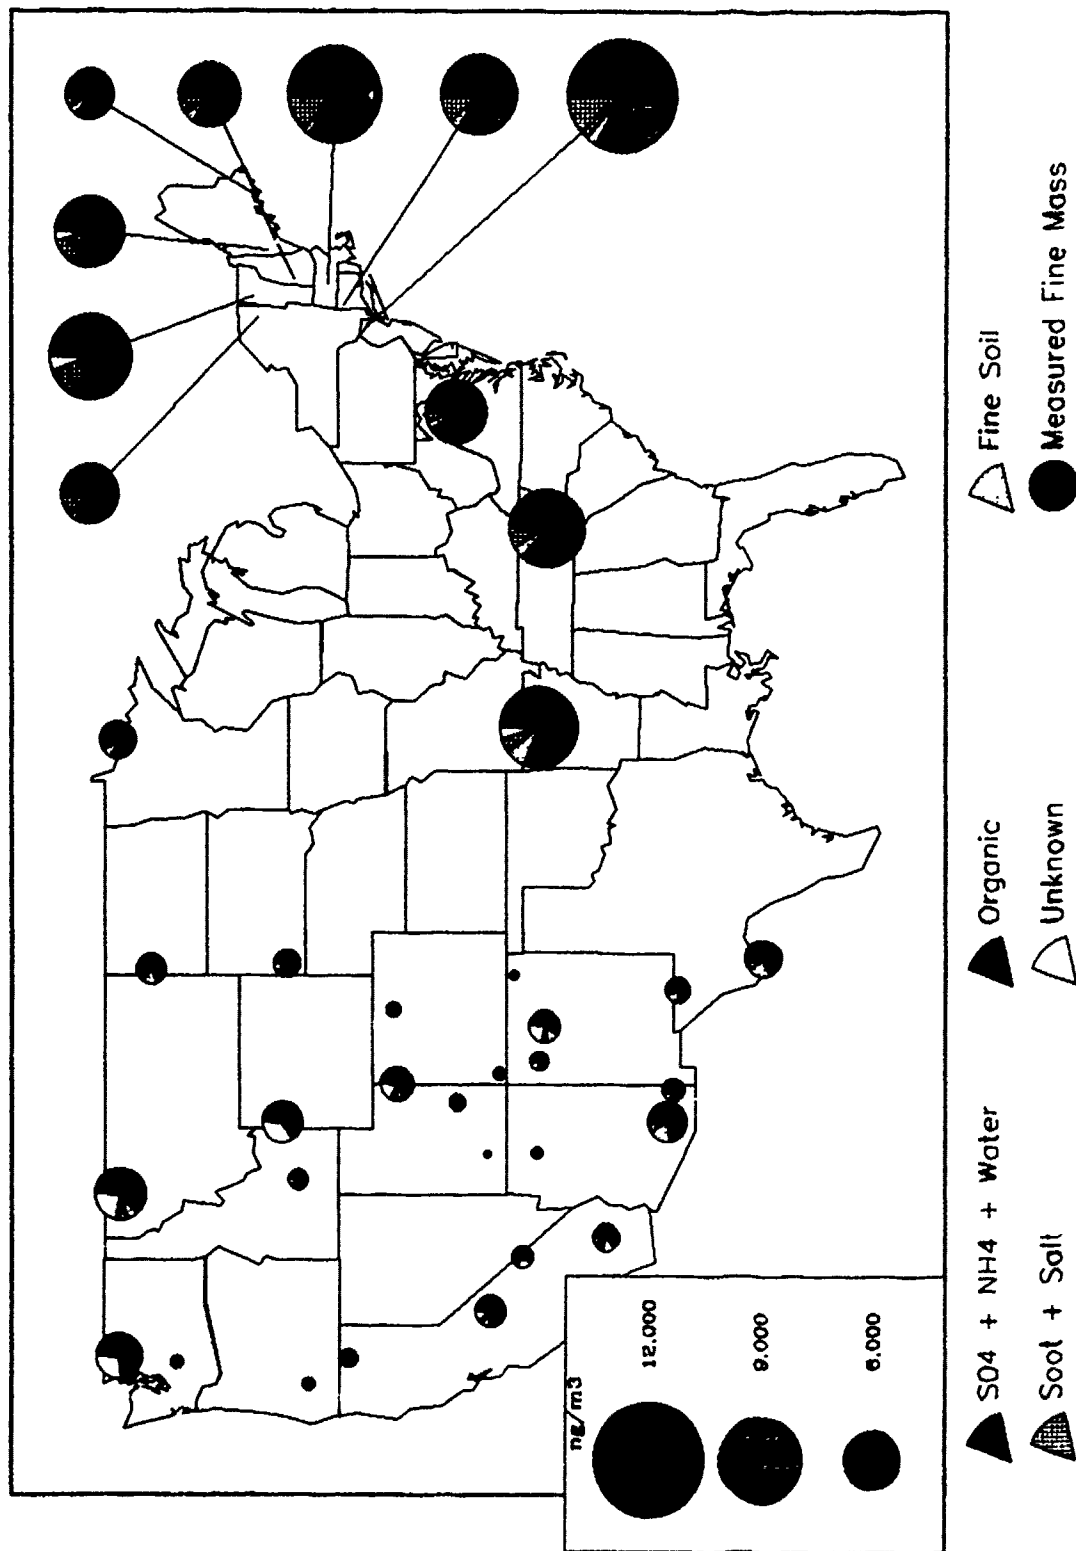 ng/m3
12.000
9.000
6.000
SO4 + NH4 + Water
Organic
Fine Soil
Soot + Salt
Unknown
Measured Fine Mass